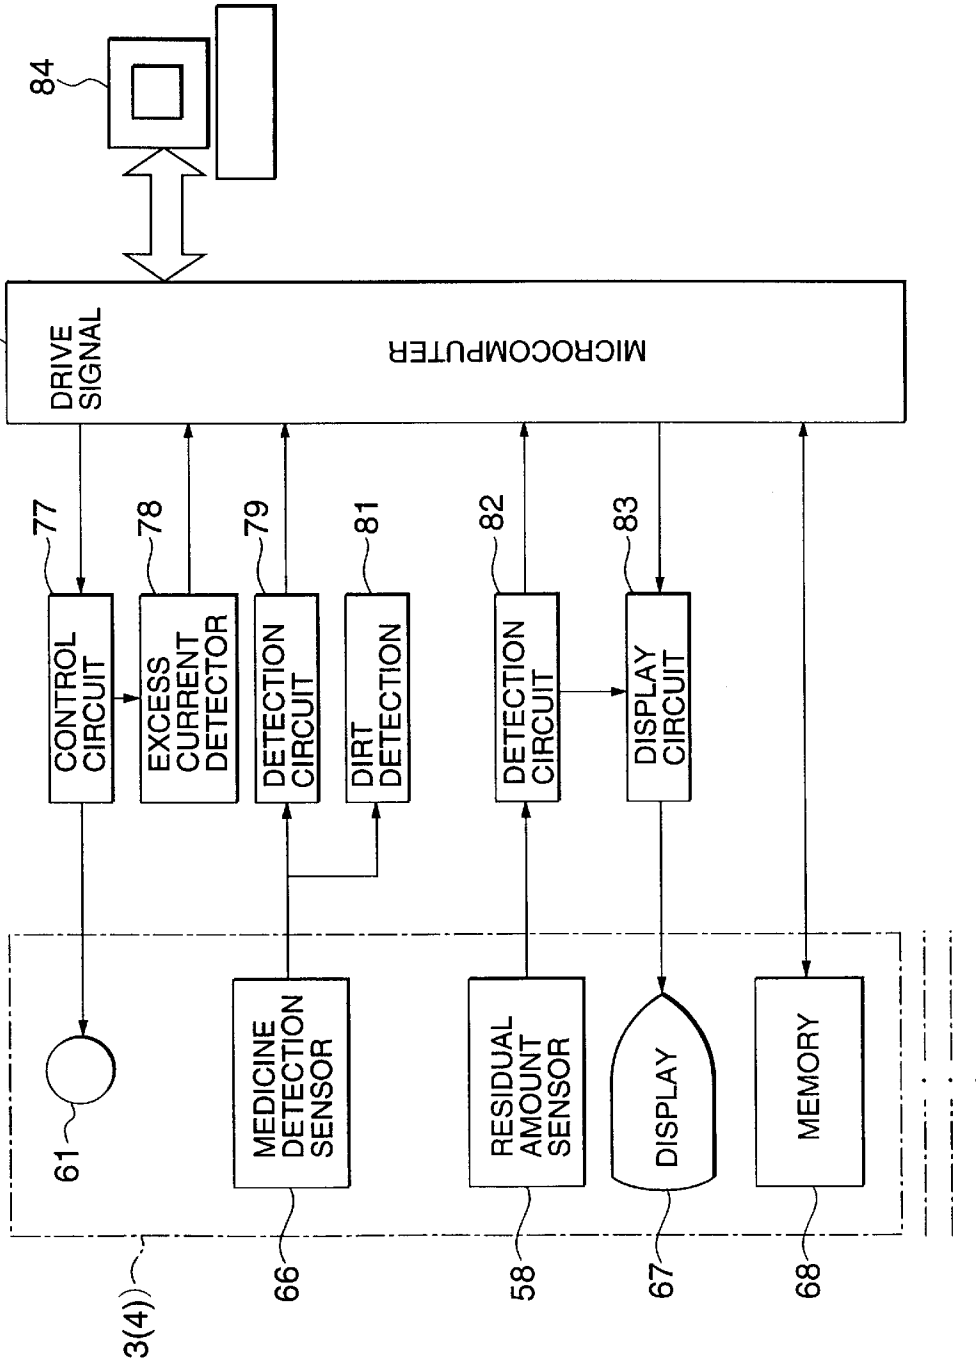 3(4)
61
CONTROL
CIRCUIT
77
DRIVE
SIGNAL
84
EXCESS
CURRENT
DETECTOR
78
66
MEDICINE
DETECTION
SENSOR
DETECTION
CIRCUIT
79
DIRT
DETECTION
81
MICROCOMPUTER
58
RESIDUAL
AMOUNT
SENSOR
DETECTION
CIRCUIT
82
67
DISPLAY
DISPLAY
CIRCUIT
83
68
MEMORY